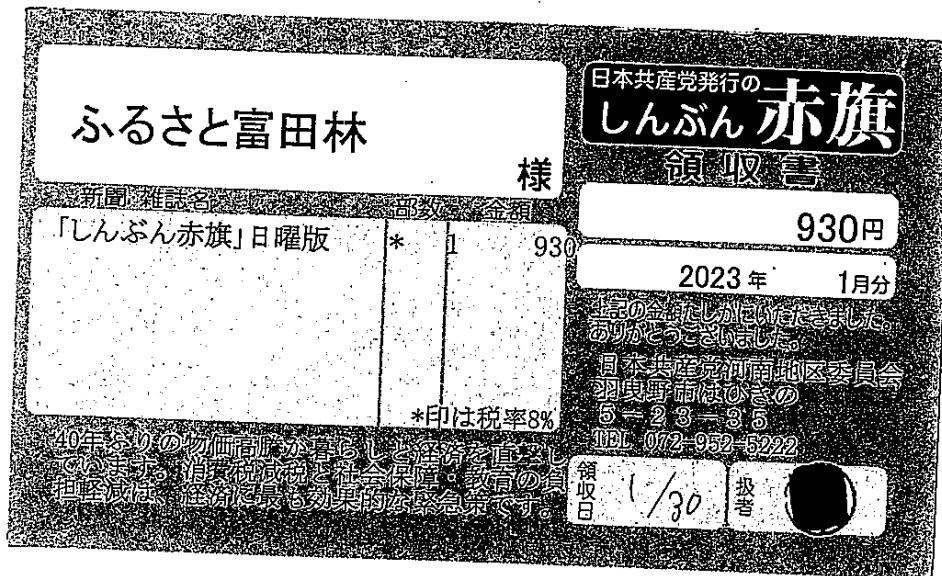 ふるさと富田林
様
新聞 雑誌名 部数 金額
「しんぶん赤旗」日曜版 * 1 930
*印は税率8%
40年ぶりの物価高騰が暮らしと経済を直撃し
ています。消費税減税と社会保障・教育の負
担軽減は、経済に最も効果的な緊急策です。
日本共産党発行の
しんぶん赤旗
領収書
930円
2023年 1月分
上記の金額たしかにいただきました。
ありがとうございました。
日本共産党河南地区委員会
羽曳野市はびきの
5-23-35
TEL 072-952-5222
領収日 1/30
扱者